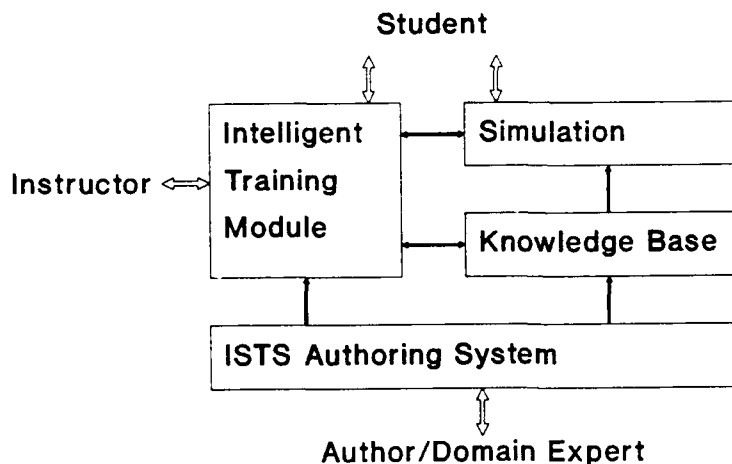 Student
Intelligent
Training
Module
Simulation
Instructor
Knowledge Base
ISTS Authoring System
Author/Domain Expert